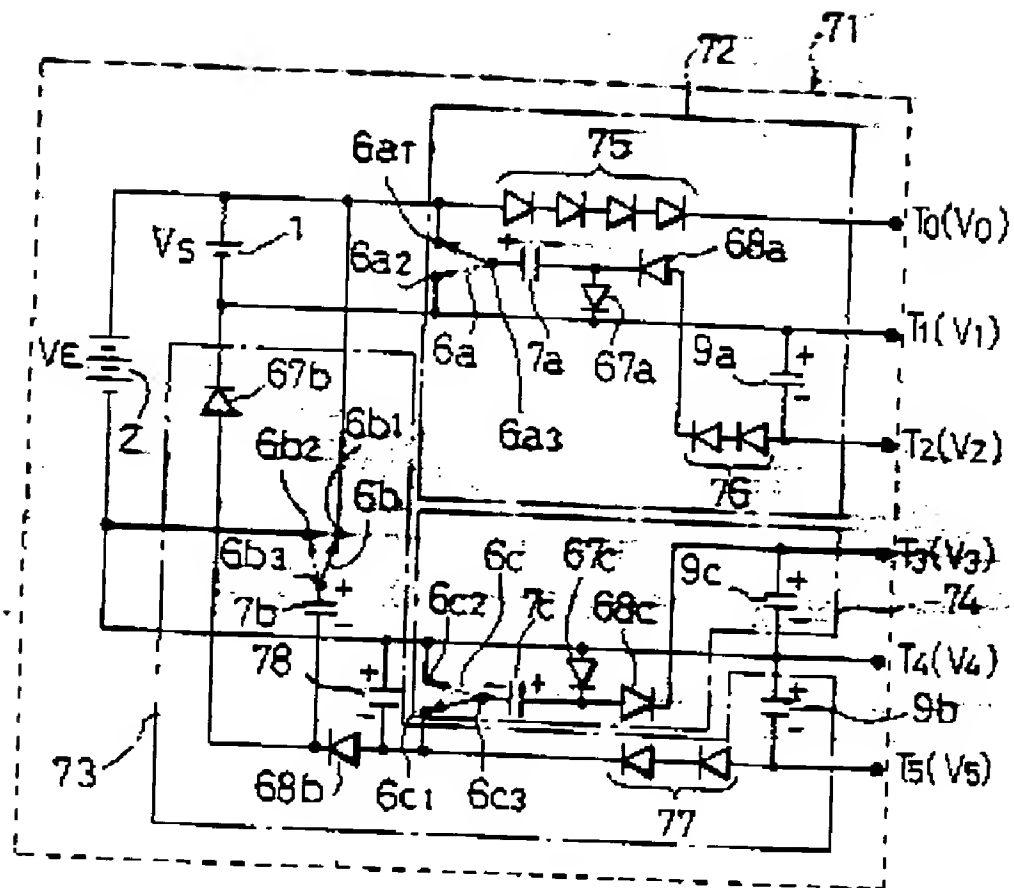 71
72
6a1
75
T0(V0)
VS
1
6a2
+
68a
T1(V1)
6a
7a
67a
9a
+
-
VE
2
67b
6a3
T2(V2)
76
6b2
6b1
6b
6b3
T3(V3)
7b
+
-
6c2
6c
67c
7c
68c
9c
+
-
74
T4(V4)
78
+
-
-
+
+
-
9b
73
68b
6c1
6c3
77
T5(V5)